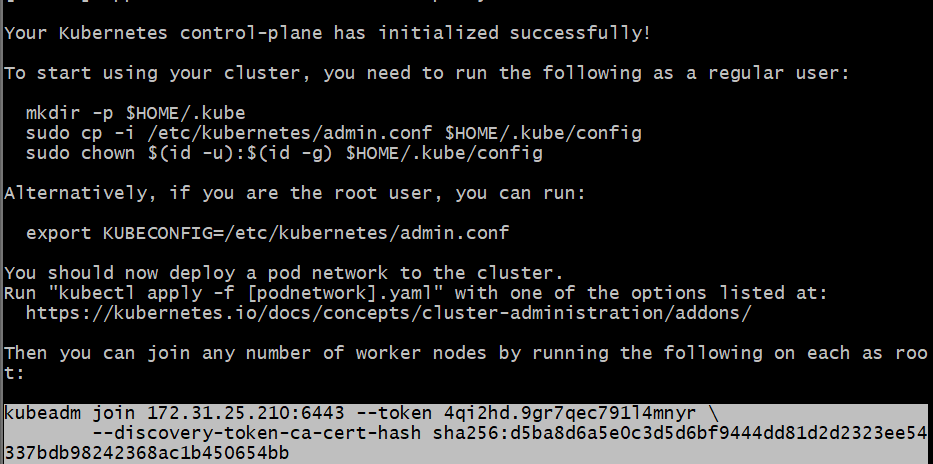 Your Kubernetes control-plane has initialized successfully!
To start using your cluster, you need to run the following as a regular user:
mkdir -p $HOME/.kube
sudo cp -i /etc/kubernetes/admin.conf $HOME/.kube/config
sudo chown $(id -u):$(id -g) $HOME/.kube/config
Alternatively, if you are the root user, you can run:
export KUBECONFIG=/etc/kubernetes/admin.conf
You should now deploy a pod network to the cluster.
Run "kubectl apply -f [podnetwork].yaml" with one of the options listed at:
https://kubernetes.io/docs/concepts/cluster-administration/addons/
Then you can join any number of worker nodes by running the following on each as roo
t:
kubeadm join 172.31.25.210:6443 --token 4qi2hd.9gr7qec791l4mnyr \
--discovery-token-ca-cert-hash sha256:d5ba8d6a5e0c3d5d6bf9444dd81d2d2323ee54
337bdb98242368ac1b450654bb